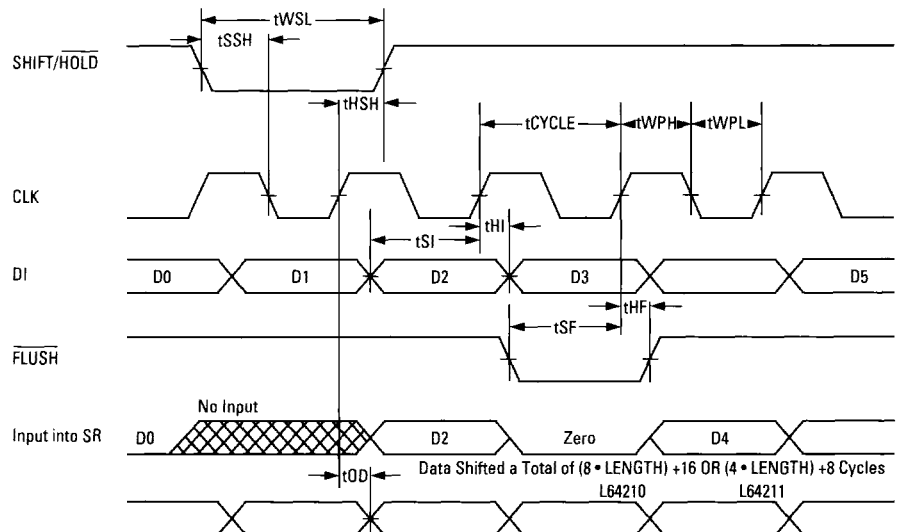 tWSL
tSSH
SHIFT/HOLD
tHSH
tCYCLE tWPH tWPL
CLK
tHI
tSI
DI D0 D1 D2 D3 D5
tHF
tSF
FLUSH
No Input
Input into SR D0 D2 Zero D4
tOD
Data Shifted a Total of (8 • LENGTH) +16 OR (4 • LENGTH) +8 Cycles
L64210 L64211